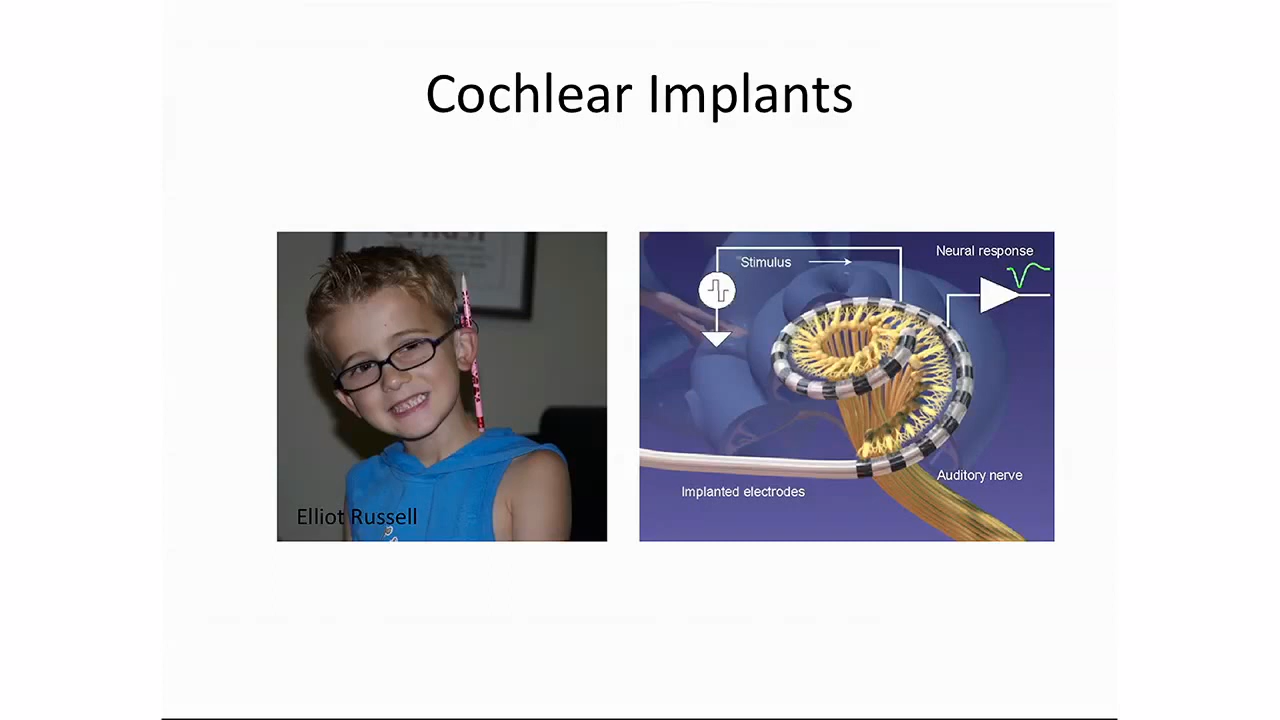 Cochlear Implants
Elliot Russell
Stimulus
Neural response
Implanted electrodes
Auditory nerve